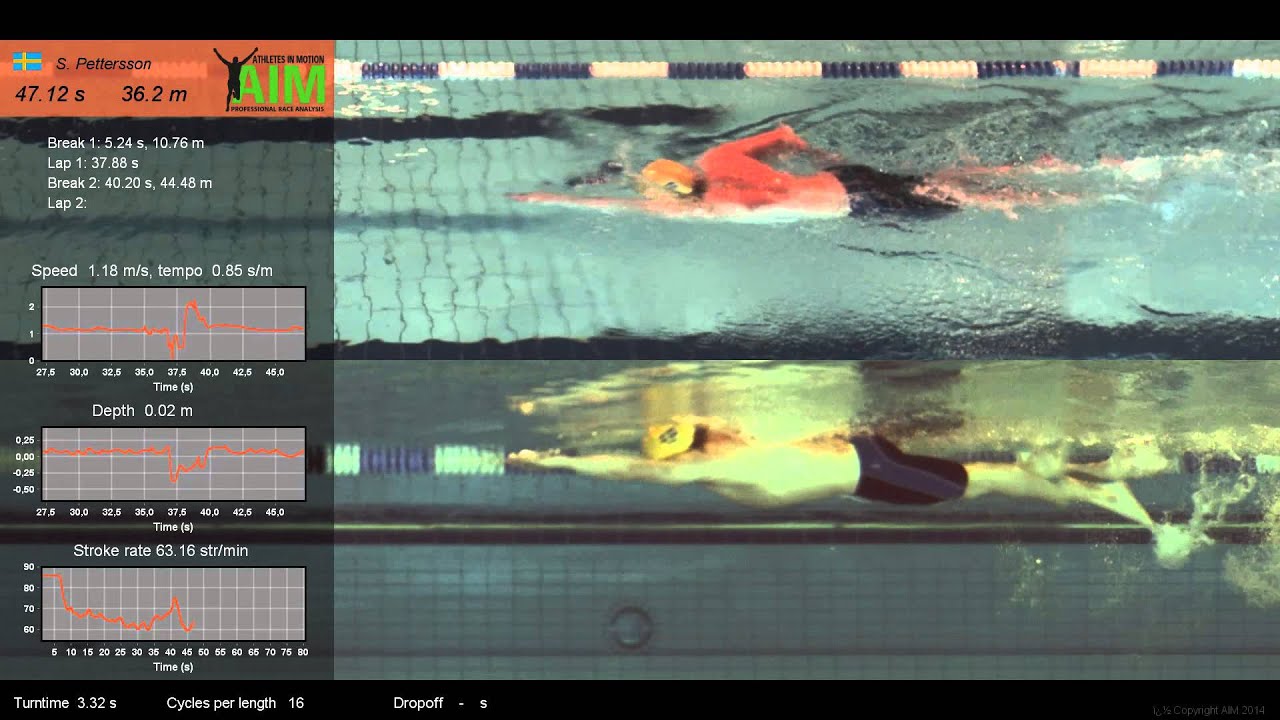 S. Pettersson
47.12 s 36.2 m
ATHLETES IN MOTION
AIM
PROFESSIONAL RACE ANALYSIS
Break 1: 5.24 s, 10.76 m
Lap 1: 37.88 s
Break 2: 40.20 s, 44.48 m
Lap 2:
Speed 1.18 m/s, tempo 0.85 s/m
2
1
0
27,5 30,0 32,5 35,0 37,5 40,0 42,5 45,0
Time (s)
Depth 0.02 m
0,25
0,00
-0,25
-0,50
27,5 30,0 32,5 35,0 37,5 40,0 42,5 45,0
Time (s)
Stroke rate 63.16 str/min
90
80
70
60
5 10 15 20 25 30 35 40 45 50 55 60 65 70 75 80
Time (s)
Turntime 3.32 s Cycles per length 16 Dropoff - s
ï¿½ Copyright AIM 2014